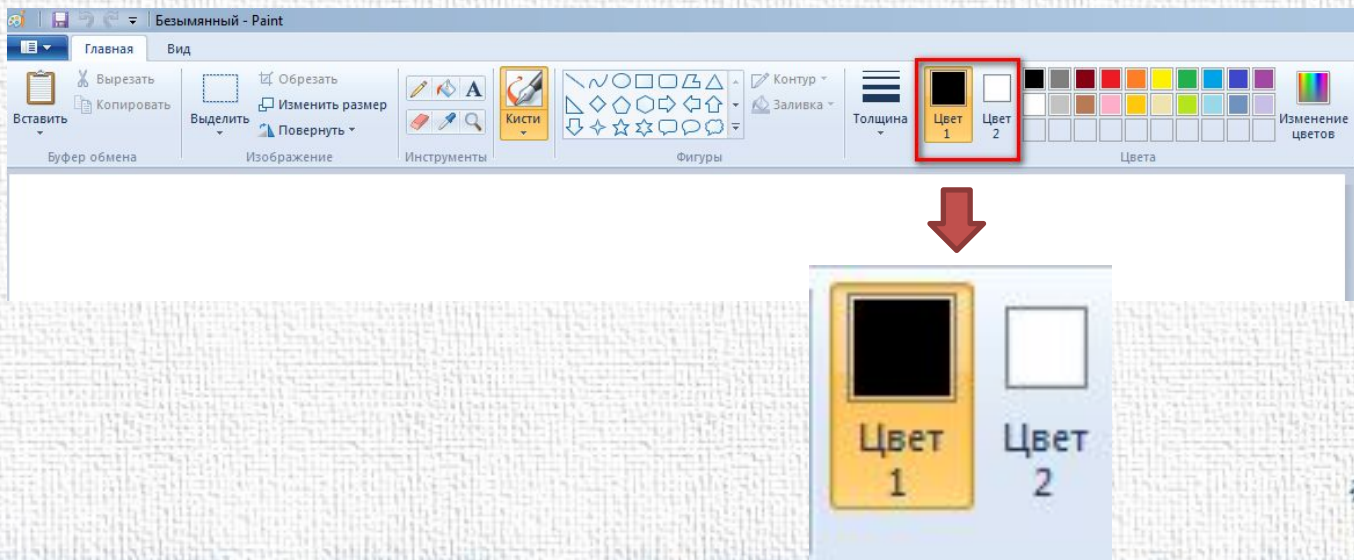 Безымянный - Paint
Главная Вид
Вставить
Вырезать
Копировать
Буфер обмена
Выделить
Обрезать
Изменить размер
Повернуть
Изображение
A
Инструменты
Кисти
Контур
Заливка
Фигуры
Толщина
Цвет
1
Цвет
2
Изменение
цветов
Цвета
Цвет
1
Цвет
2